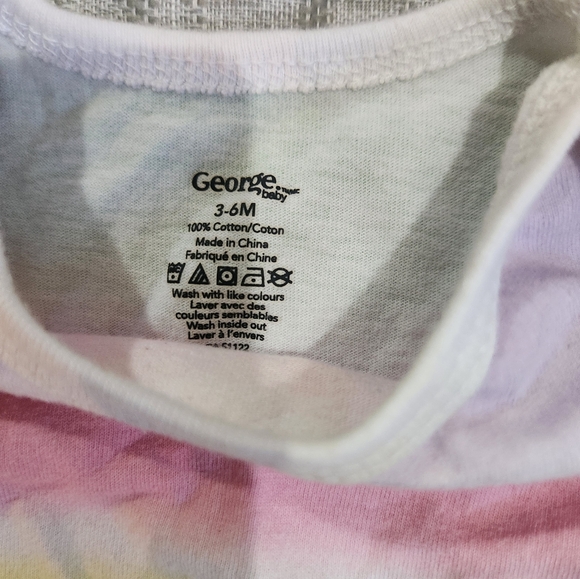 George.
baby
3-6M
100% Cotton/Coton
Made in China
Fabriqué en Chine
Wash with like colours
Laver avec des
couleurs semblables
Wash inside out
Laver à l'envers
51122